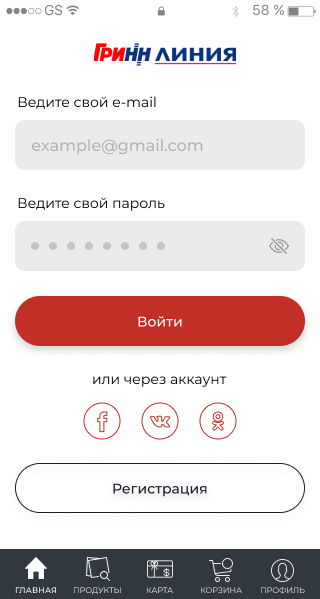 GS 58 %
Гринн линия
Ведите свой e-mail
example@gmail.com
Ведите свой пароль
Войти
или через аккаунт
Регистрация
ГЛАВНАЯ ПРОДУКТЫ КАРТА КОРЗИНА ПРОФИЛЬ